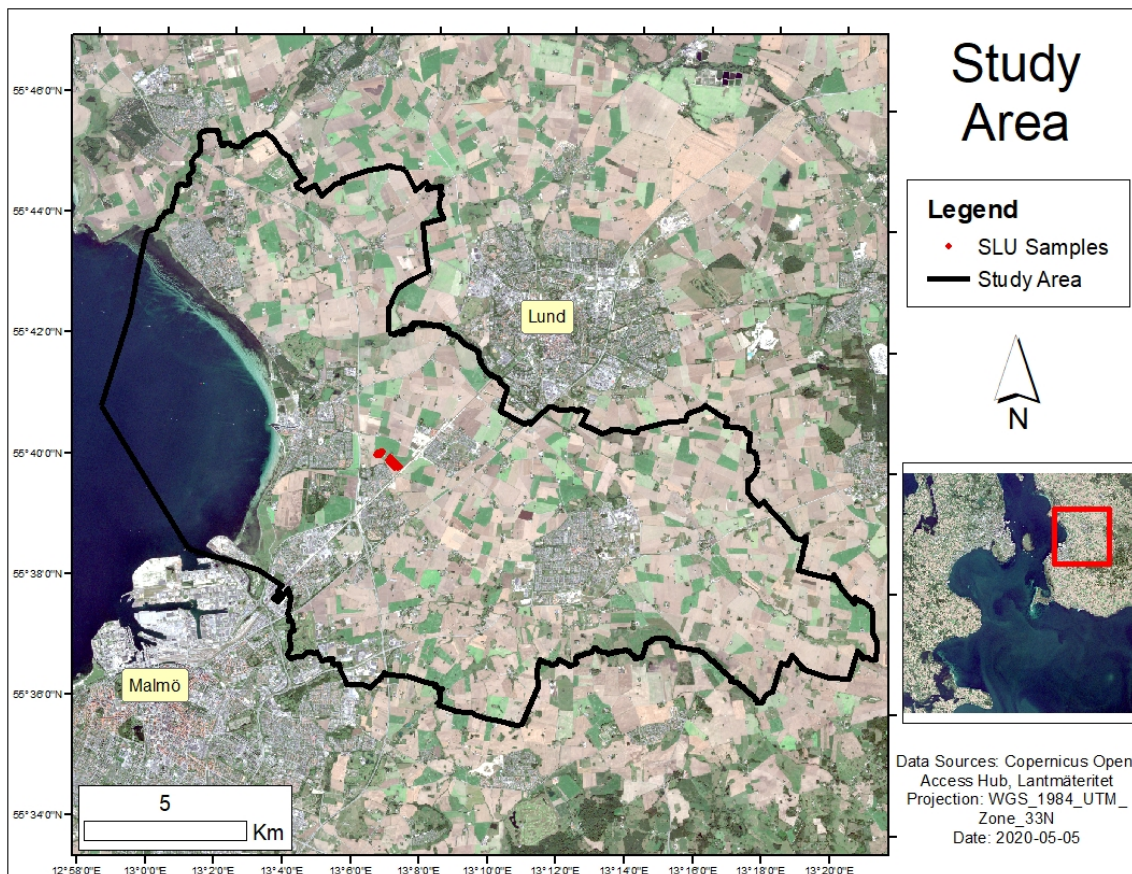 Study
Area
Legend
SLU Samples
Study Area
N
55°46'0"N
55°44'0"N
55°42'0"N
55°40'0"N
55°38'0"N
55°36'0"N
55°34'0"N
Lund
Malmö
5
Km
12°58'0"E
13°0'0"E
13°2'0"E
13°4'0"E
13°6'0"E
13°8'0"E
13°10'0"E
13°12'0"E
13°14'0"E
13°16'0"E
13°18'0"E
13°20'0"E
Data Sources: Copernicus Open
Access Hub, Lantmäteritet
Projection: WGS_1984_UTM_
Zone_33N
Date: 2020-05-05